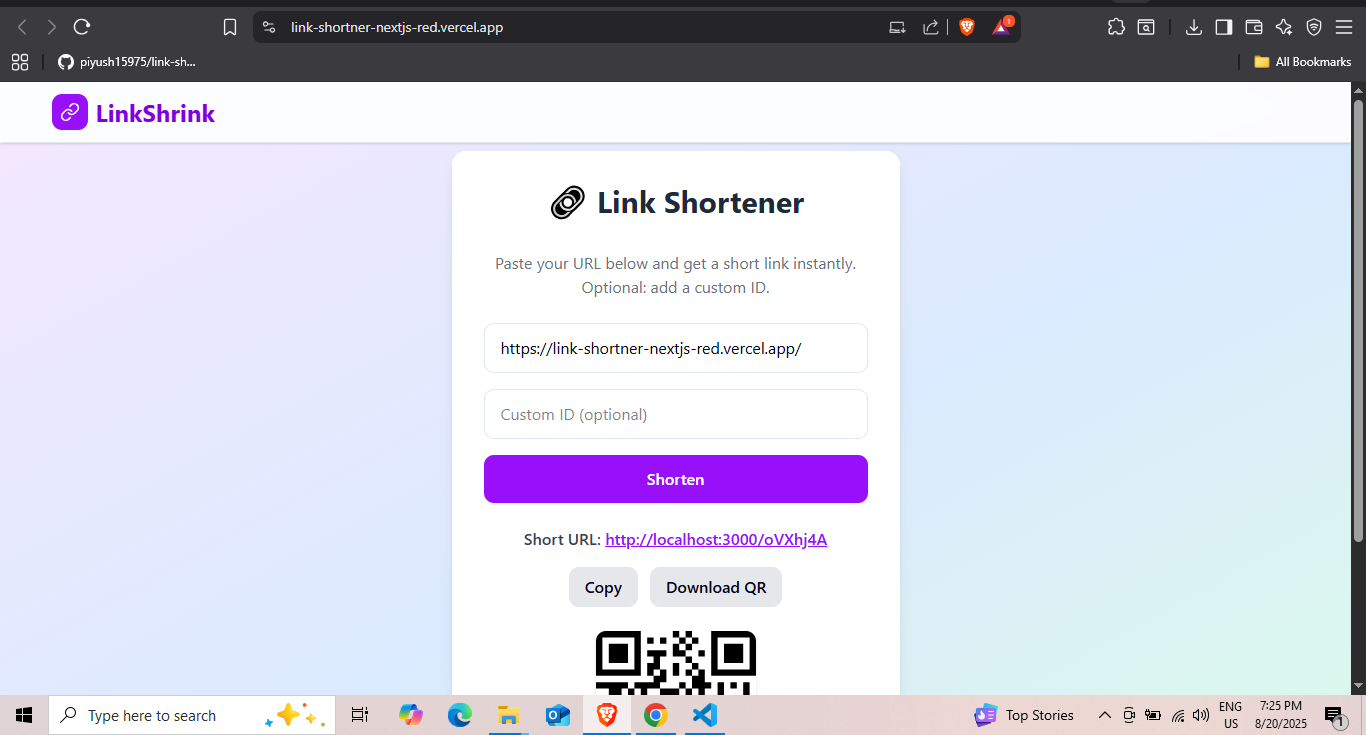 link-shortner-nextjs-red.vercel.app
1
piyush15975/link-sh...
All Bookmarks
LinkShrink
Link Shortener
Paste your URL below and get a short link instantly.
Optional: add a custom ID.
https://link-shortner-nextjs-red.vercel.app/
Custom ID (optional)
Shorten
Short URL: http://localhost:3000/oVXhj4A
Copy
Download QR
Type here to search
Top Stories
ENG
US
7:25 PM
8/20/2025
1